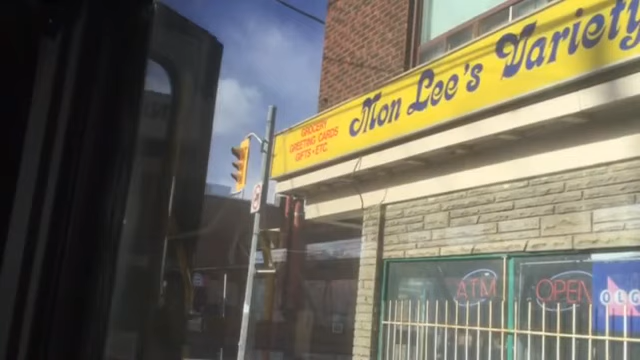 Mon Lee's Variety
GROCERY
GREETING CARDS
GIFTS - ETC
ATM
OPEN
OLG